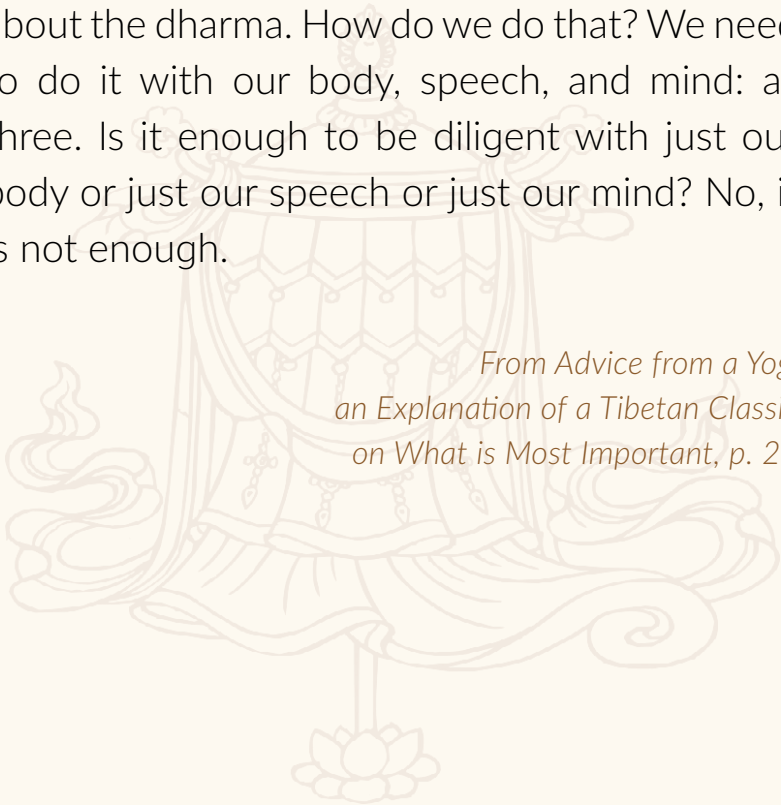 bout the dharma. How do we do that? We need
o do it with our body, speech, and mind: a
hree. Is it enough to be diligent with just ou
body or just our speech or just our mind? No, i
s not enough.
From Advice from a Yog
an Explanation of a Tibetan Classi
on What is Most Important, p. 2